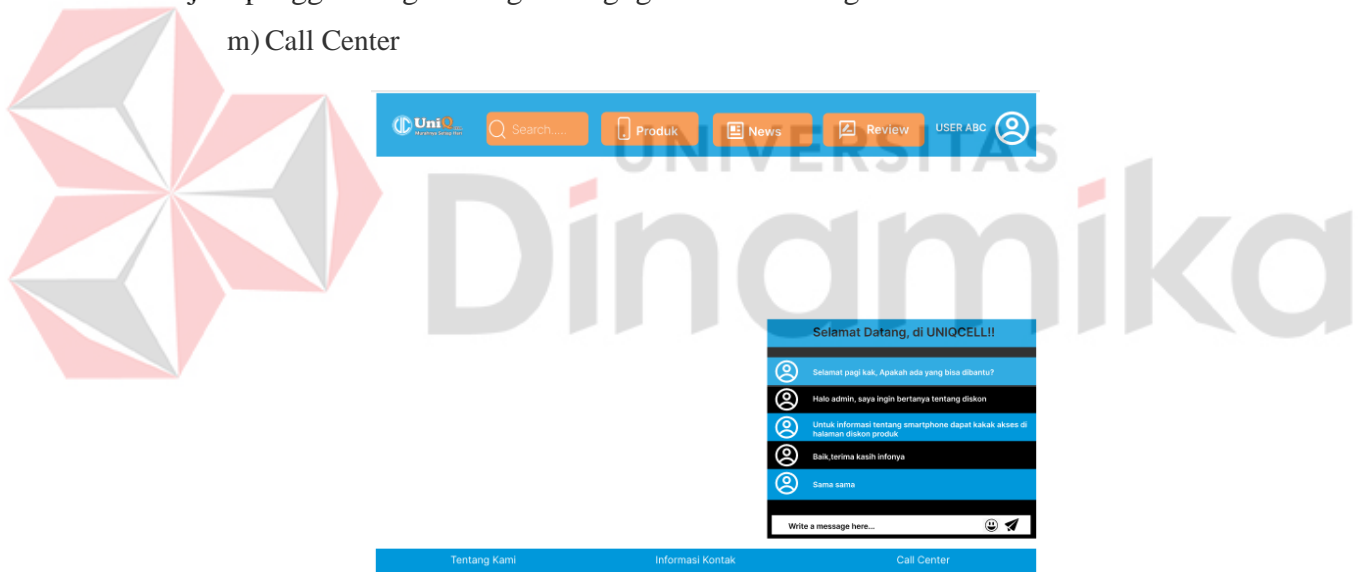 m) Call Center
UniQ
Search.....
Produk
News
Review
USER ABC
UNIVERSITAS
Dinamika
Selamat Datang, di UNIQCELL!!
Selamat pagi kak, Apakah ada yang bisa dibantu?
Halo admin, saya ingin bertanya tentang diskon
Untuk informasi tentang smartphone dapat kakak akses di
halaman diskon produk
Baik,terima kasih infonya
Sama sama
Write a message here...
Tentang Kami
Informasi Kontak
Call Center